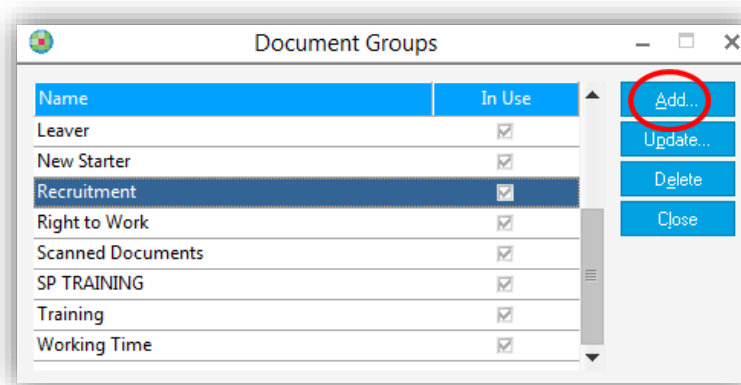 Document Groups
Name In Use
Leaver
New Starter
Recruitment
Right to Work
Scanned Documents
SP TRAINING
Training
Working Time
Add...
Update...
Delete
Close